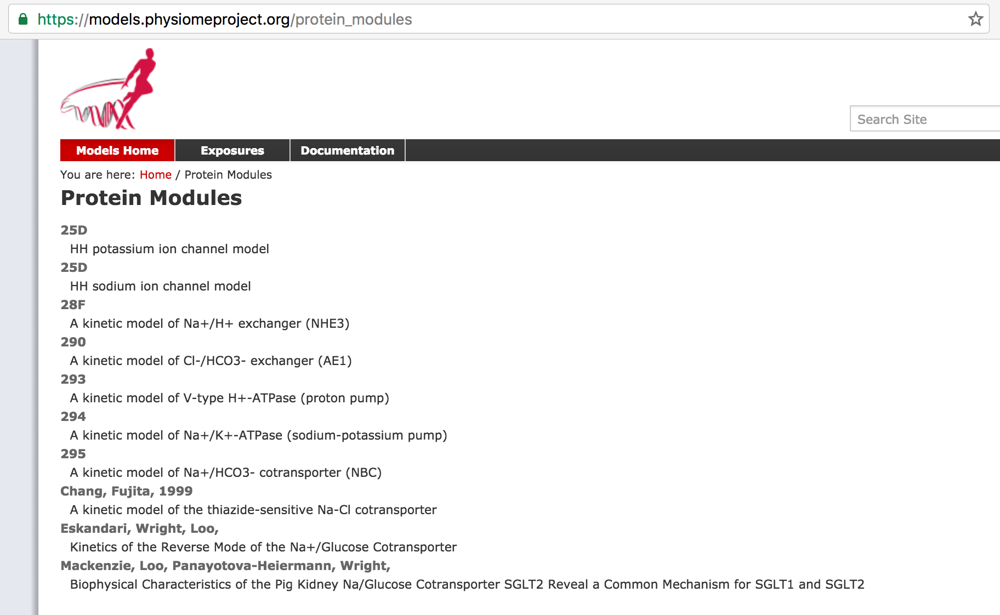 https://models.physiomeproject.org/protein_modules
Search Site
Models Home Exposures Documentation
You are here: Home / Protein Modules
Protein Modules
25D
HH potassium ion channel model
25D
HH sodium ion channel model
28F
A kinetic model of Na+/H+ exchanger (NHE3)
290
A kinetic model of Cl-/HCO3- exchanger (AE1)
293
A kinetic model of V-type H+-ATPase (proton pump)
294
A kinetic model of Na+/K+-ATPase (sodium-potassium pump)
295
A kinetic model of Na+/HCO3- cotransporter (NBC)
Chang, Fujita, 1999
A kinetic model of the thiazide-sensitive Na-Cl cotransporter
Eskandari, Wright, Loo,
Kinetics of the Reverse Mode of the Na+/Glucose Cotransporter
Mackenzie, Loo, Panayotova-Heiermann, Wright,
Biophysical Characteristics of the Pig Kidney Na/Glucose Cotransporter SGLT2 Reveal a Common Mechanism for SGLT1 and SGLT2